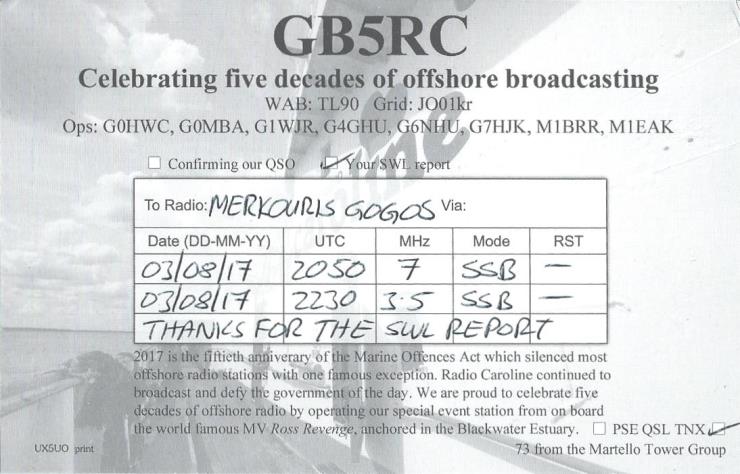 GB5RC
Celebrating five decades of offshore broadcasting
WAB: TL90 Grid: JO01kr
Ops: G0HWC, G0MBA, G1WJR, G4GHU, G6NHU, G7HJK, M1BRR, M1EAK
Confirming our QSO Your SWL report
To Radio: MERKOURIS GOGOS Via:
Date (DD-MM-YY) UTC MHz Mode RST
03/08/17 2050 7 SSB —
03/08/17 2230 3.5 SSB —
THANKS FOR THE SWL REPORT
2017 is the fiftieth anniverary of the Marine Offences Act which silenced most
offshore radio stations with one famous exception. Radio Caroline continued to
broadcast and defy the government of the day. We are proud to celebrate five
decades of offshore radio by operating our special event station from on board
the world famous MV Ross Revenge, anchored in the Blackwater Estuary. PSE QSL TNX
UX5UO print 73 from the Martello Tower Group